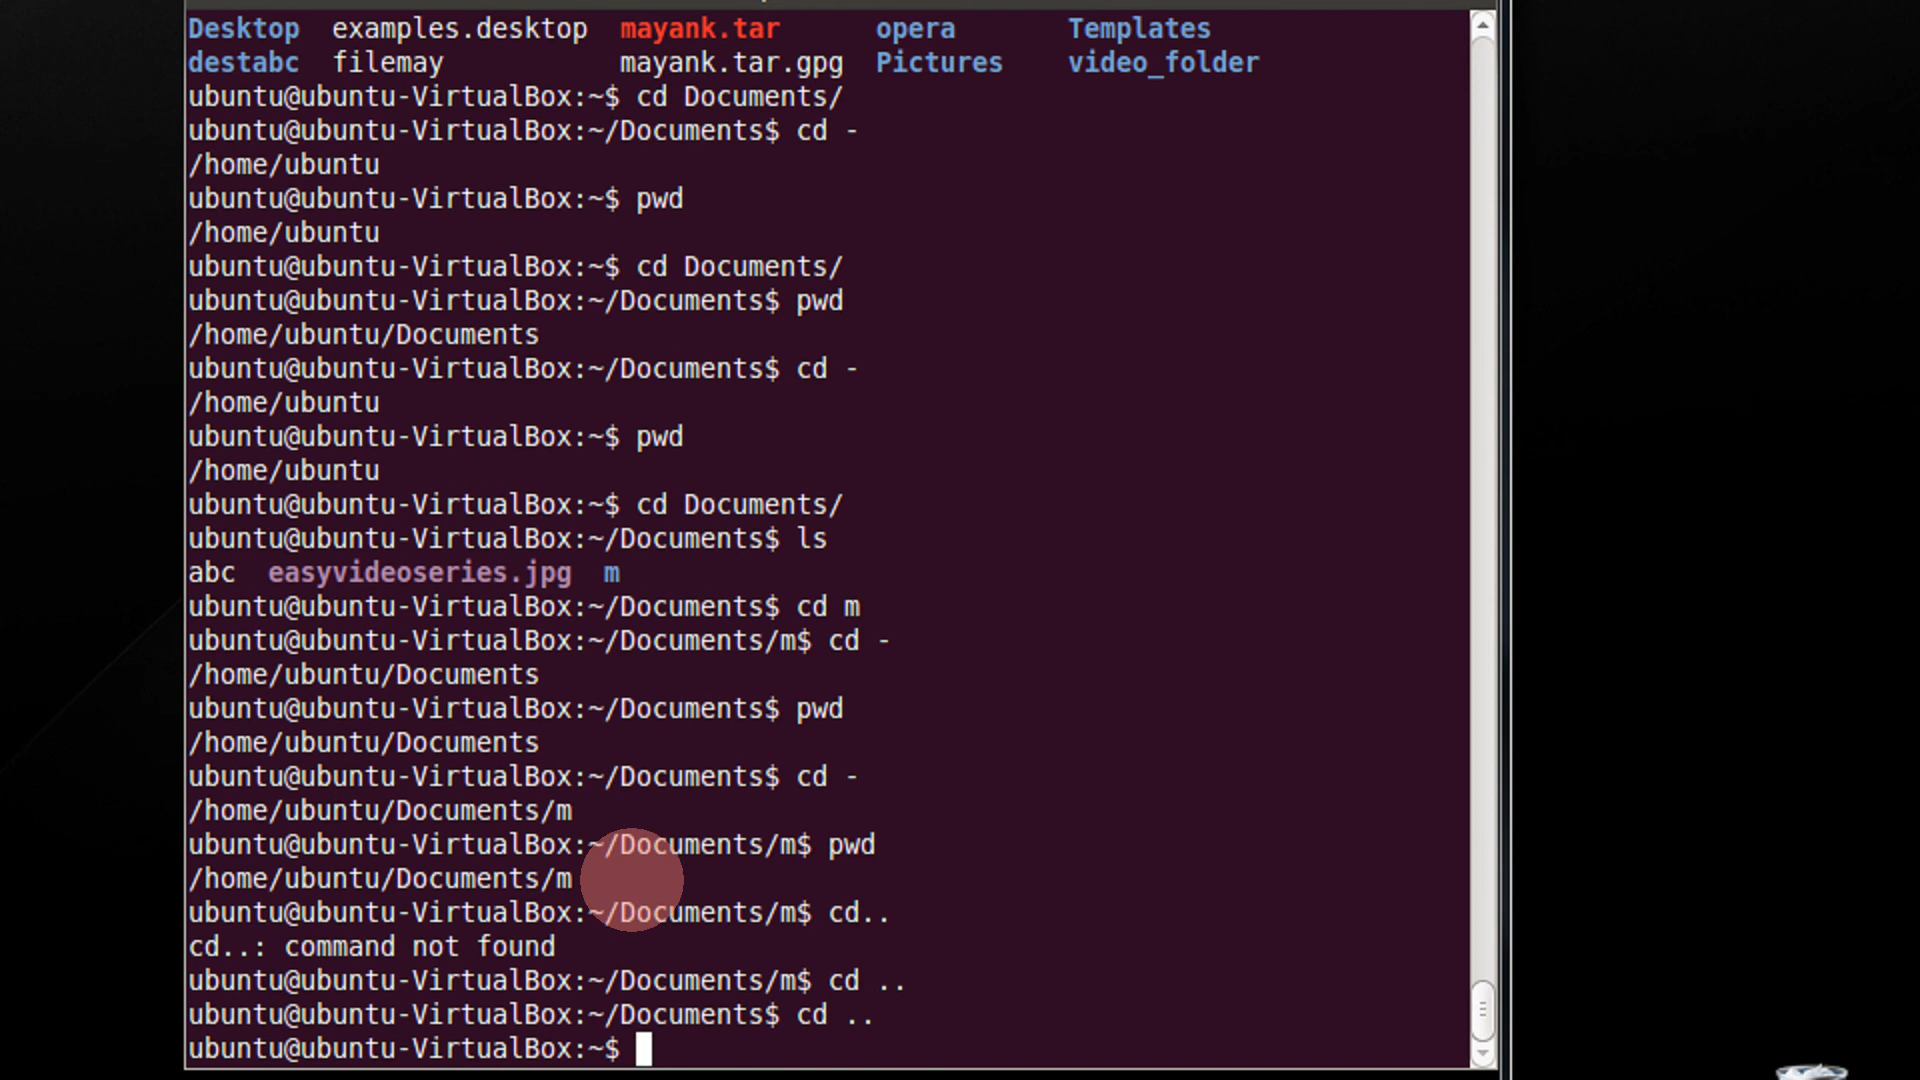 Desktop  examples.desktop  mayank.tar      opera       Templates
destabc  filemay           mayank.tar.gpg  Pictures    video_folder
ubuntu@ubuntu-VirtualBox:~$ cd Documents/
ubuntu@ubuntu-VirtualBox:~/Documents$ cd -
/home/ubuntu
ubuntu@ubuntu-VirtualBox:~$ pwd
/home/ubuntu
ubuntu@ubuntu-VirtualBox:~$ cd Documents/
ubuntu@ubuntu-VirtualBox:~/Documents$ pwd
/home/ubuntu/Documents
ubuntu@ubuntu-VirtualBox:~/Documents$ cd -
/home/ubuntu
ubuntu@ubuntu-VirtualBox:~$ pwd
/home/ubuntu
ubuntu@ubuntu-VirtualBox:~$ cd Documents/
ubuntu@ubuntu-VirtualBox:~/Documents$ ls
abc  easyvideoseries.jpg  m
ubuntu@ubuntu-VirtualBox:~/Documents$ cd m
ubuntu@ubuntu-VirtualBox:~/Documents/m$ cd -
/home/ubuntu/Documents
ubuntu@ubuntu-VirtualBox:~/Documents$ pwd
/home/ubuntu/Documents
ubuntu@ubuntu-VirtualBox:~/Documents$ cd -
/home/ubuntu/Documents/m
ubuntu@ubuntu-VirtualBox:~/Documents/m$ pwd
/home/ubuntu/Documents/m
ubuntu@ubuntu-VirtualBox:~/Documents/m$ cd..
cd..: command not found
ubuntu@ubuntu-VirtualBox:~/Documents/m$ cd ..
ubuntu@ubuntu-VirtualBox:~/Documents$ cd ..
ubuntu@ubuntu-VirtualBox:~$